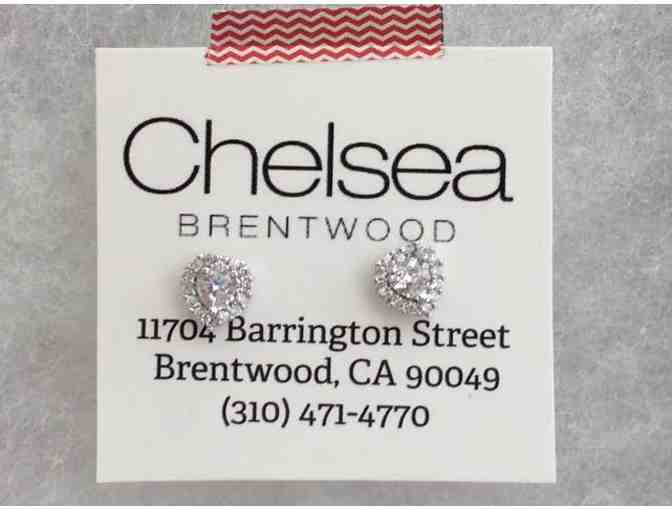 Chelsea
BRENTWOOD
11704 Barrington Street
Brentwood, CA 90049
(310) 471-4770